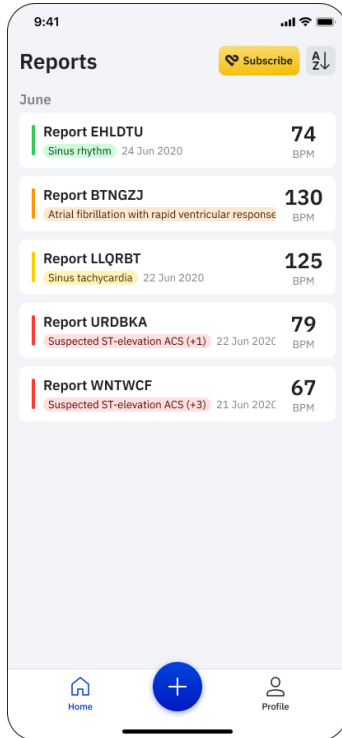 9:41
Reports
Subscribe
A
Z
June
Report EHLDTU
74
Sinus rhythm 24 Jun 2020
BPM
Report BTNGZJ
130
Atrial fibrillation with rapid ventricular response
BPM
Report LLQRBT
125
Sinus tachycardia 22 Jun 2020
BPM
Report URDBKA
79
Suspected ST-elevation ACS (+1) 22 Jun 202
BPM
Report WNTWCF
67
Suspected ST-elevation ACS (+3) 21 Jun 202
BPM
Home
Profile